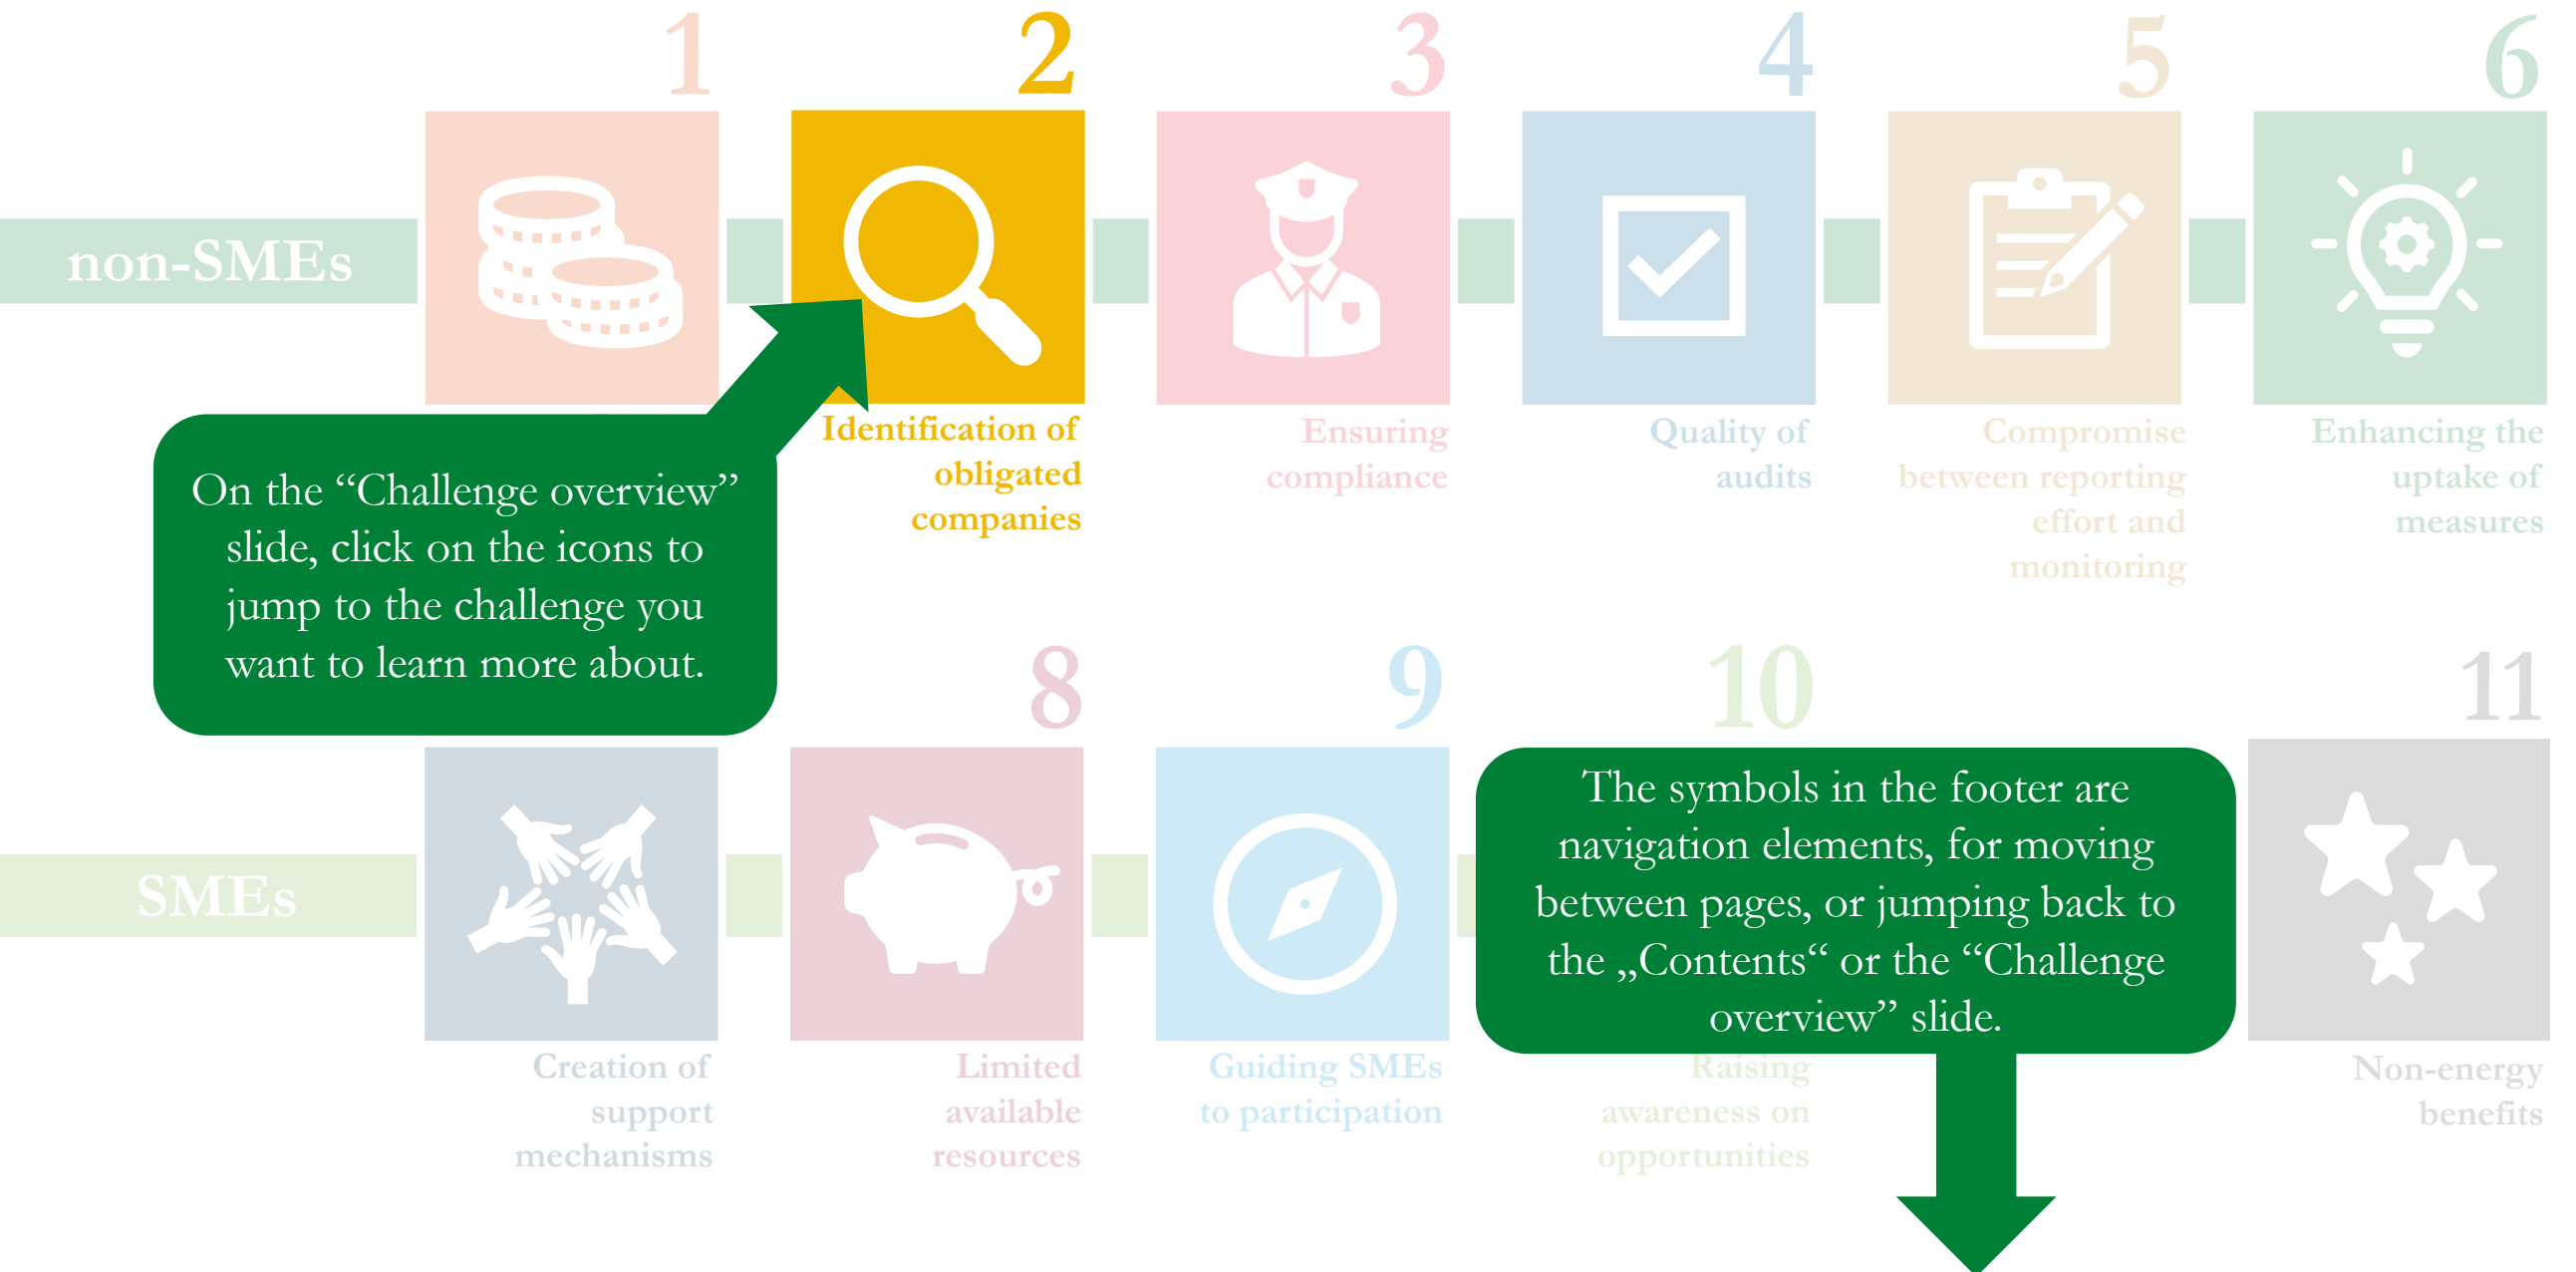 1
2
3
4
5
6
non-SMEs
Identification of
obligated
companies
Ensuring
compliance
Quality of
audits
Compromise
between reporting
effort and
monitoring
Enhancing the
uptake of
measures
On the “Challenge overview”
slide, click on the icons to
jump to the challenge you
want to learn more about.
8
9
10
11
SMEs
The symbols in the footer are
navigation elements, for moving
between pages, or jumping back to
the „Contents“ or the “Challenge
overview” slide.
Creation of
support
mechanisms
Limited
available
resources
Guiding SMEs
to participation
Raising
awareness on
opportunities
Non-energy
benefits